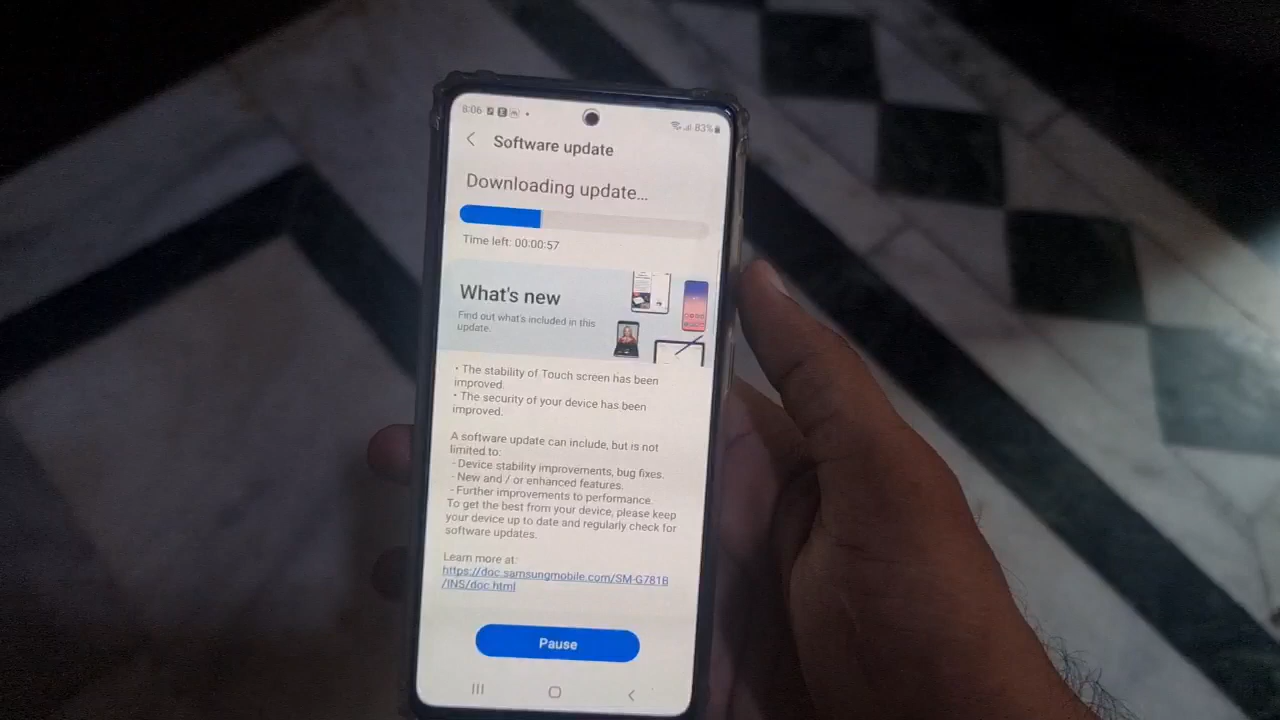 8:06
83%
Software update
Downloading update...
Time left: 00:00:57
What's new
Find out what's included in this
update.
• The stability of Touch screen has been
improved.
• The security of your device has been
improved.
A software update can include, but is not
limited to:
- Device stability improvements, bug fixes.
- New and / or enhanced features.
- Further improvements to performance.
To get the best from your device, please keep
your device up to date and regularly check for
software updates.
Learn more at:
https://doc.samsungmobile.com/SM-G781B
/INS/doc.html
Pause